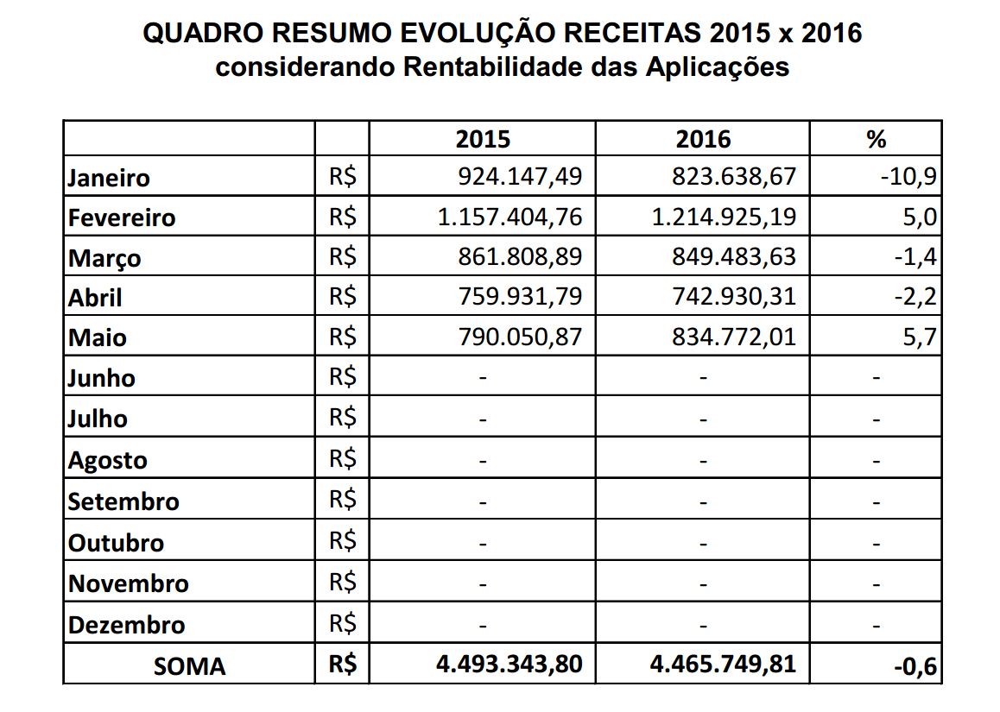 QUADRO RESUMO EVOLUÇÃO RECEITAS 2015 x 2016
considerando Rentabilidade das Aplicações
2015 2016 %
Janeiro R$ 924.147,49 823.638,67 -10,9
Fevereiro R$ 1.157.404,76 1.214.925,19 5,0
Março R$ 861.808,89 849.483,63 -1,4
Abril R$ 759.931,79 742.930,31 -2,2
Maio R$ 790.050,87 834.772,01 5,7
Junho R$ - - -
Julho R$ - - -
Agosto R$ - - -
Setembro R$ - - -
Outubro R$ - - -
Novembro R$ - - -
Dezembro R$ - - -
SOMA R$ 4.493.343,80 4.465.749,81 -0,6